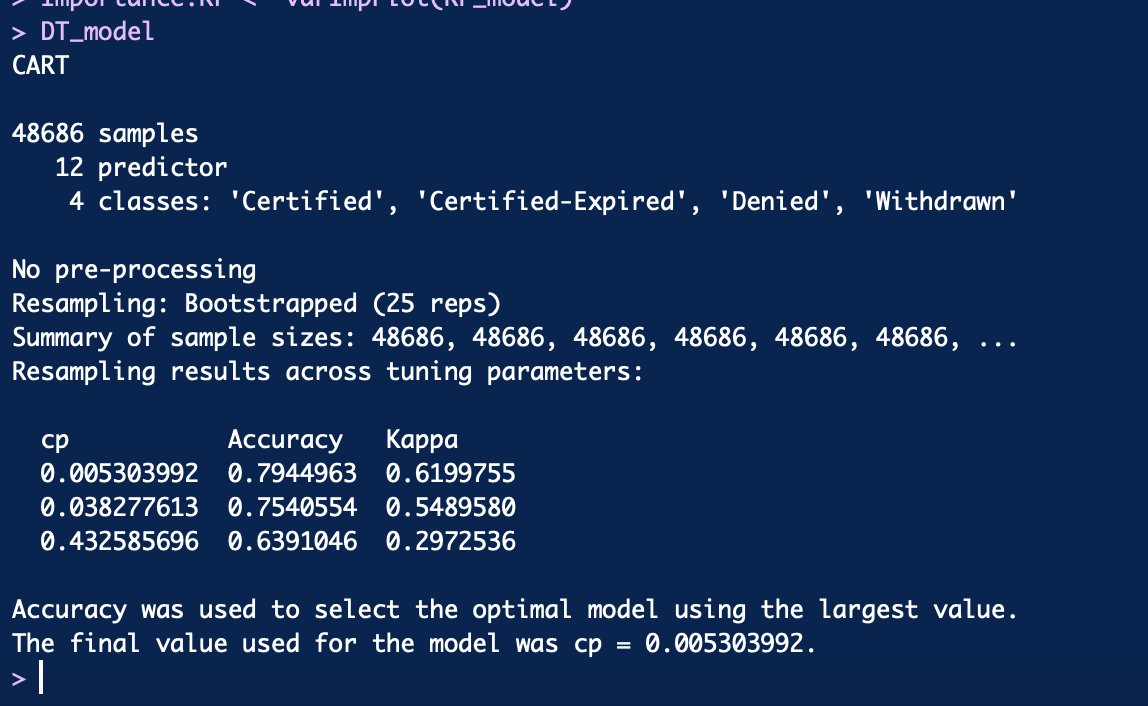 > Importance.RF <- varImpPlot(RF_model)
> DT_model
CART

48686 samples
   12 predictor
    4 classes: 'Certified', 'Certified-Expired', 'Denied', 'Withdrawn'

No pre-processing
Resampling: Bootstrapped (25 reps)
Summary of sample sizes: 48686, 48686, 48686, 48686, 48686, 48686, ...
Resampling results across tuning parameters:

  cp           Accuracy   Kappa
  0.005303992  0.7944963  0.6199755
  0.038277613  0.7540554  0.5489580
  0.432585696  0.6391046  0.2972536

Accuracy was used to select the optimal model using the largest value.
The final value used for the model was cp = 0.005303992.
>